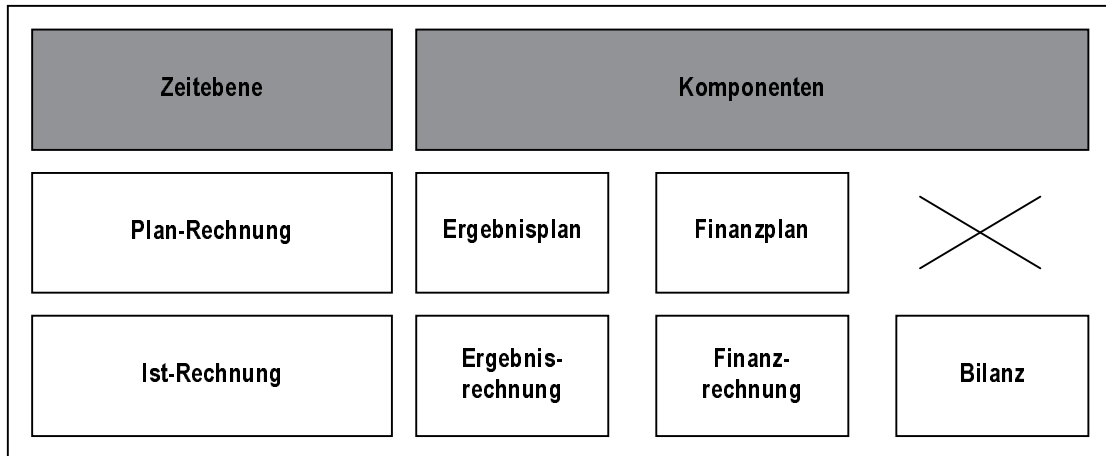 Zeitebene
Komponenten
Plan-Rechnung
Ergebnisplan
Finanzplan
Ist-Rechnung
Ergebnis-
rechnung
Finanz-
rechnung
Bilanz